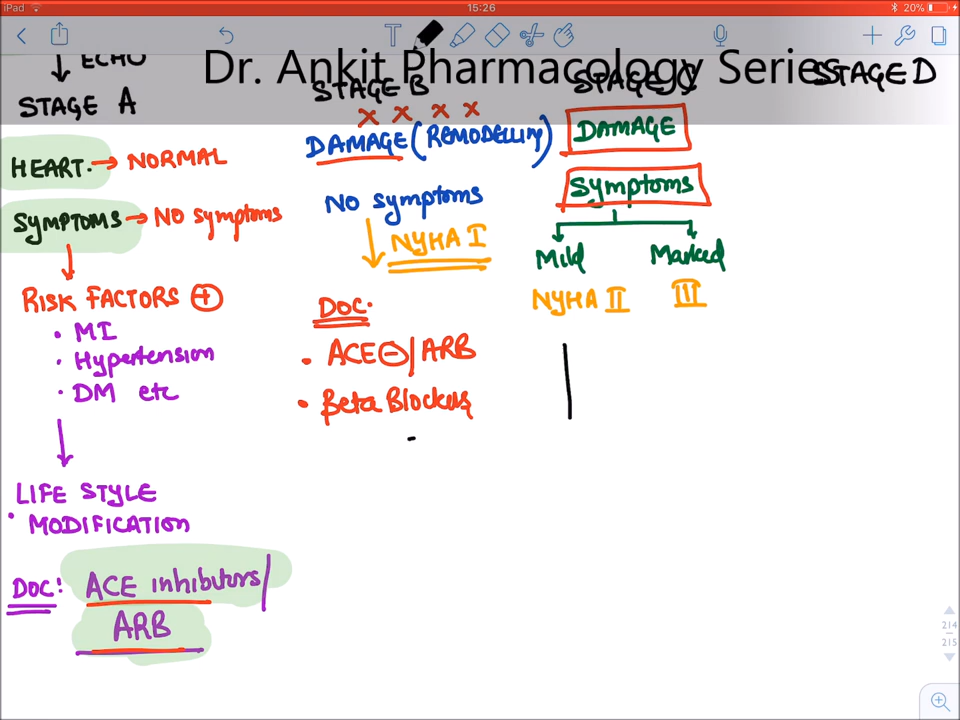 iPad
15:26
20%
Dr. Ankit Pharmacology Series
ECHO
STAGE A
HEART. → NORMAL
SYMPTOMS → NO symptoms
RISK FACTORS ⊕
• MI
• Hypertension
• DM etc
LIFE STYLE
• MODIFICATION
DOC: ACE inhibitors/
ARB
STAGE B
x x x x
DAMAGE (REMODELLING)
NO symptoms
NYHA I
DOC.
• ACE⊖/ARB
• Beta Blockers
STAGE C
DAMAGE
Symptoms
Mild Marked
NYHA II III
STAGE D
214
215